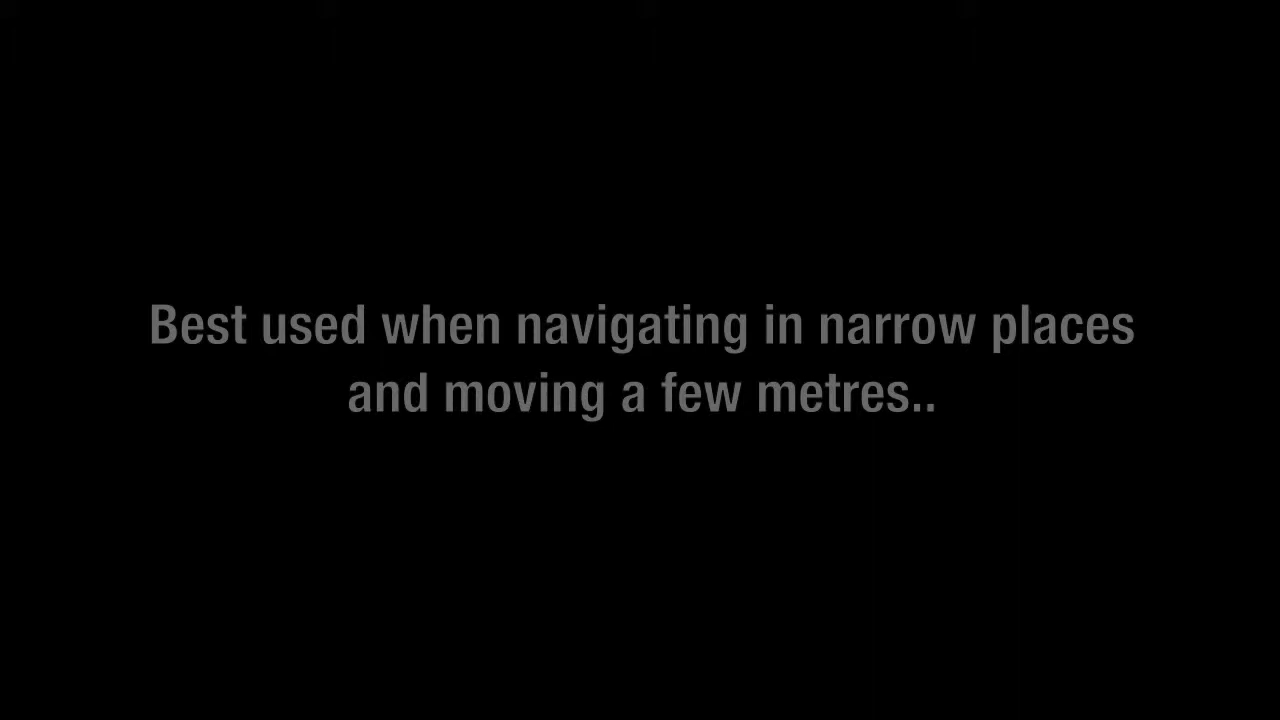 Best used when navigating in narrow places
and moving a few metres..